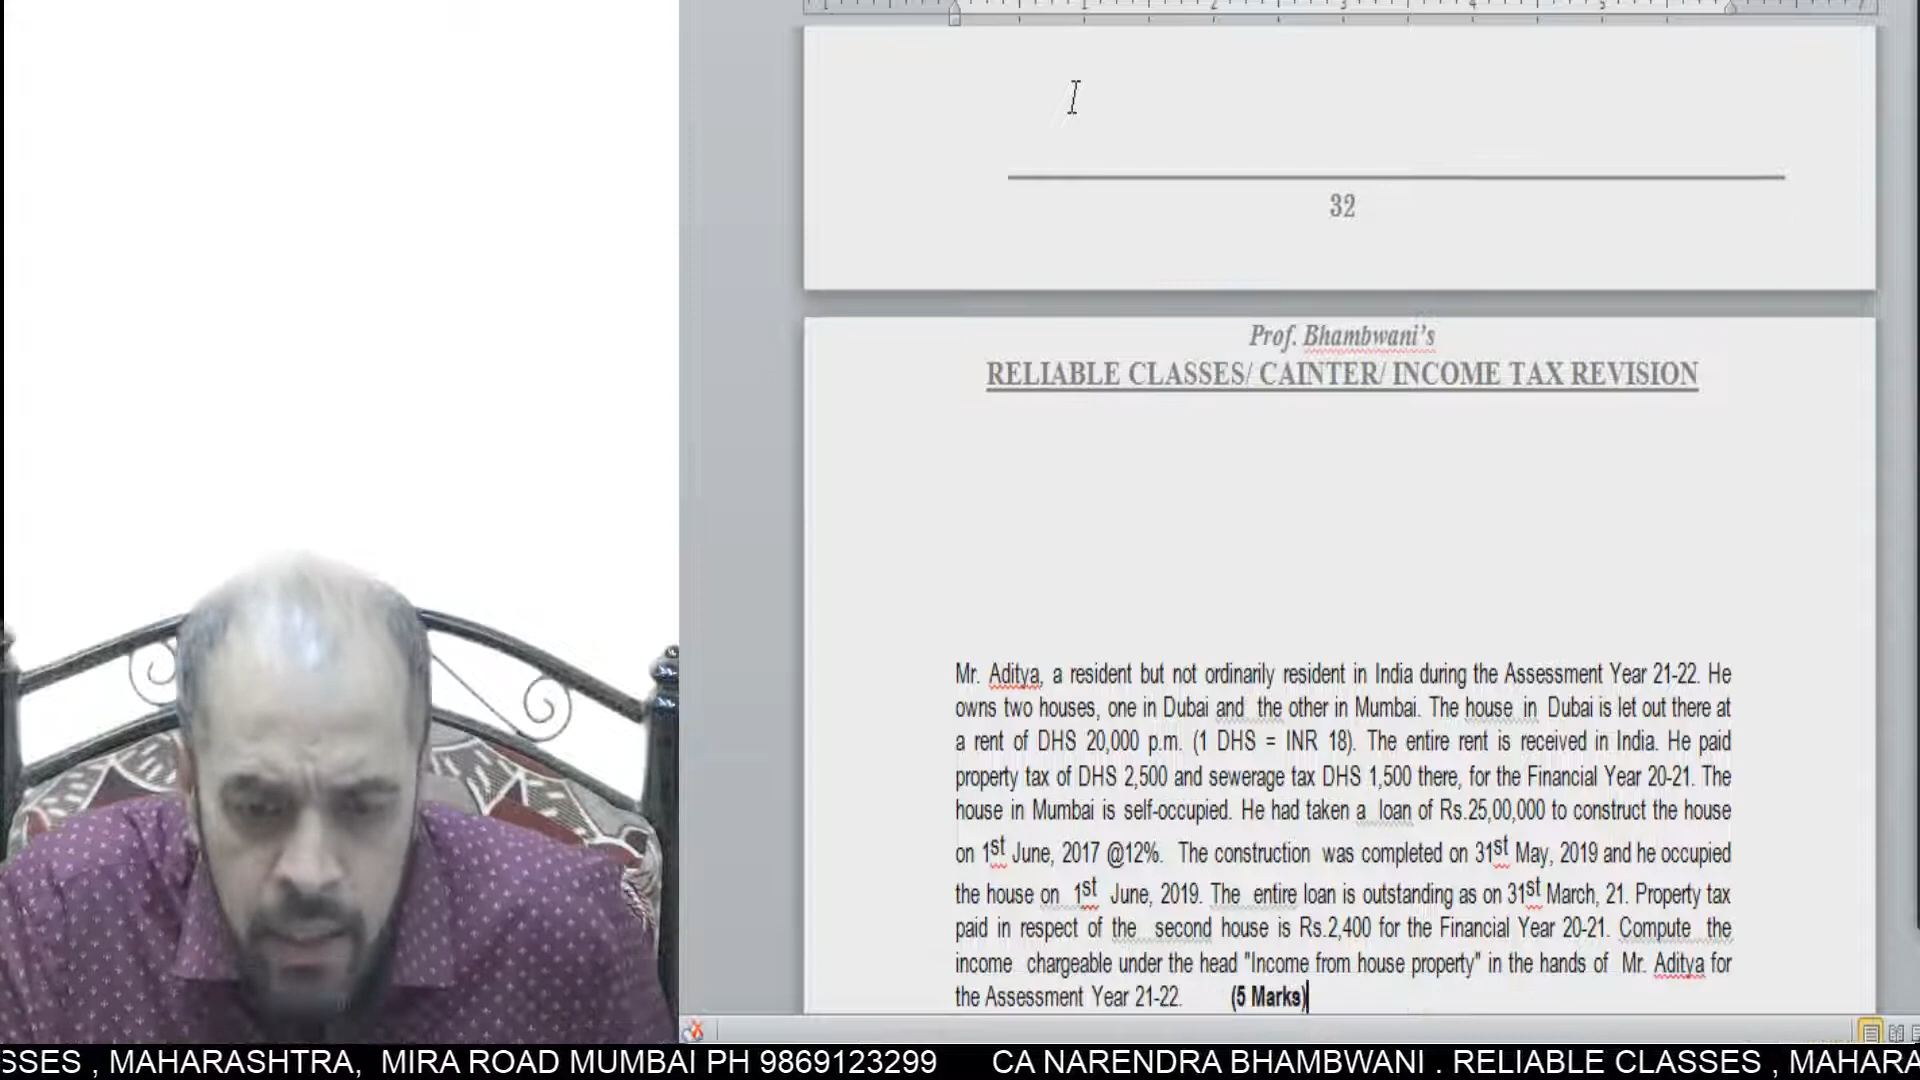 32
Prof. Bhambwani's
RELIABLE CLASSES/ CAINTER/ INCOME TAX REVISION
Mr. Aditya, a resident but not ordinarily resident in India during the Assessment Year 21-22. He
owns two houses, one in Dubai and the other in Mumbai. The house in Dubai is let out there at
a rent of DHS 20,000 p.m. (1 DHS = INR 18). The entire rent is received in India. He paid
property tax of DHS 2,500 and sewerage tax DHS 1,500 there, for the Financial Year 20-21. The
house in Mumbai is self-occupied. He had taken a loan of Rs.25,00,000 to construct the house
on 1st June, 2017 @12%. The construction was completed on 31st May, 2019 and he occupied
the house on 1st June, 2019. The entire loan is outstanding as on 31st March, 21. Property tax
paid in respect of the second house is Rs.2,400 for the Financial Year 20-21. Compute the
income chargeable under the head "Income from house property" in the hands of Mr. Aditya for
the Assessment Year 21-22. (5 Marks)
SSES , MAHARASHTRA, MIRA ROAD MUMBAI PH 9869123299 CA NARENDRA BHAMBWANI . RELIABLE CLASSES , MAHARA